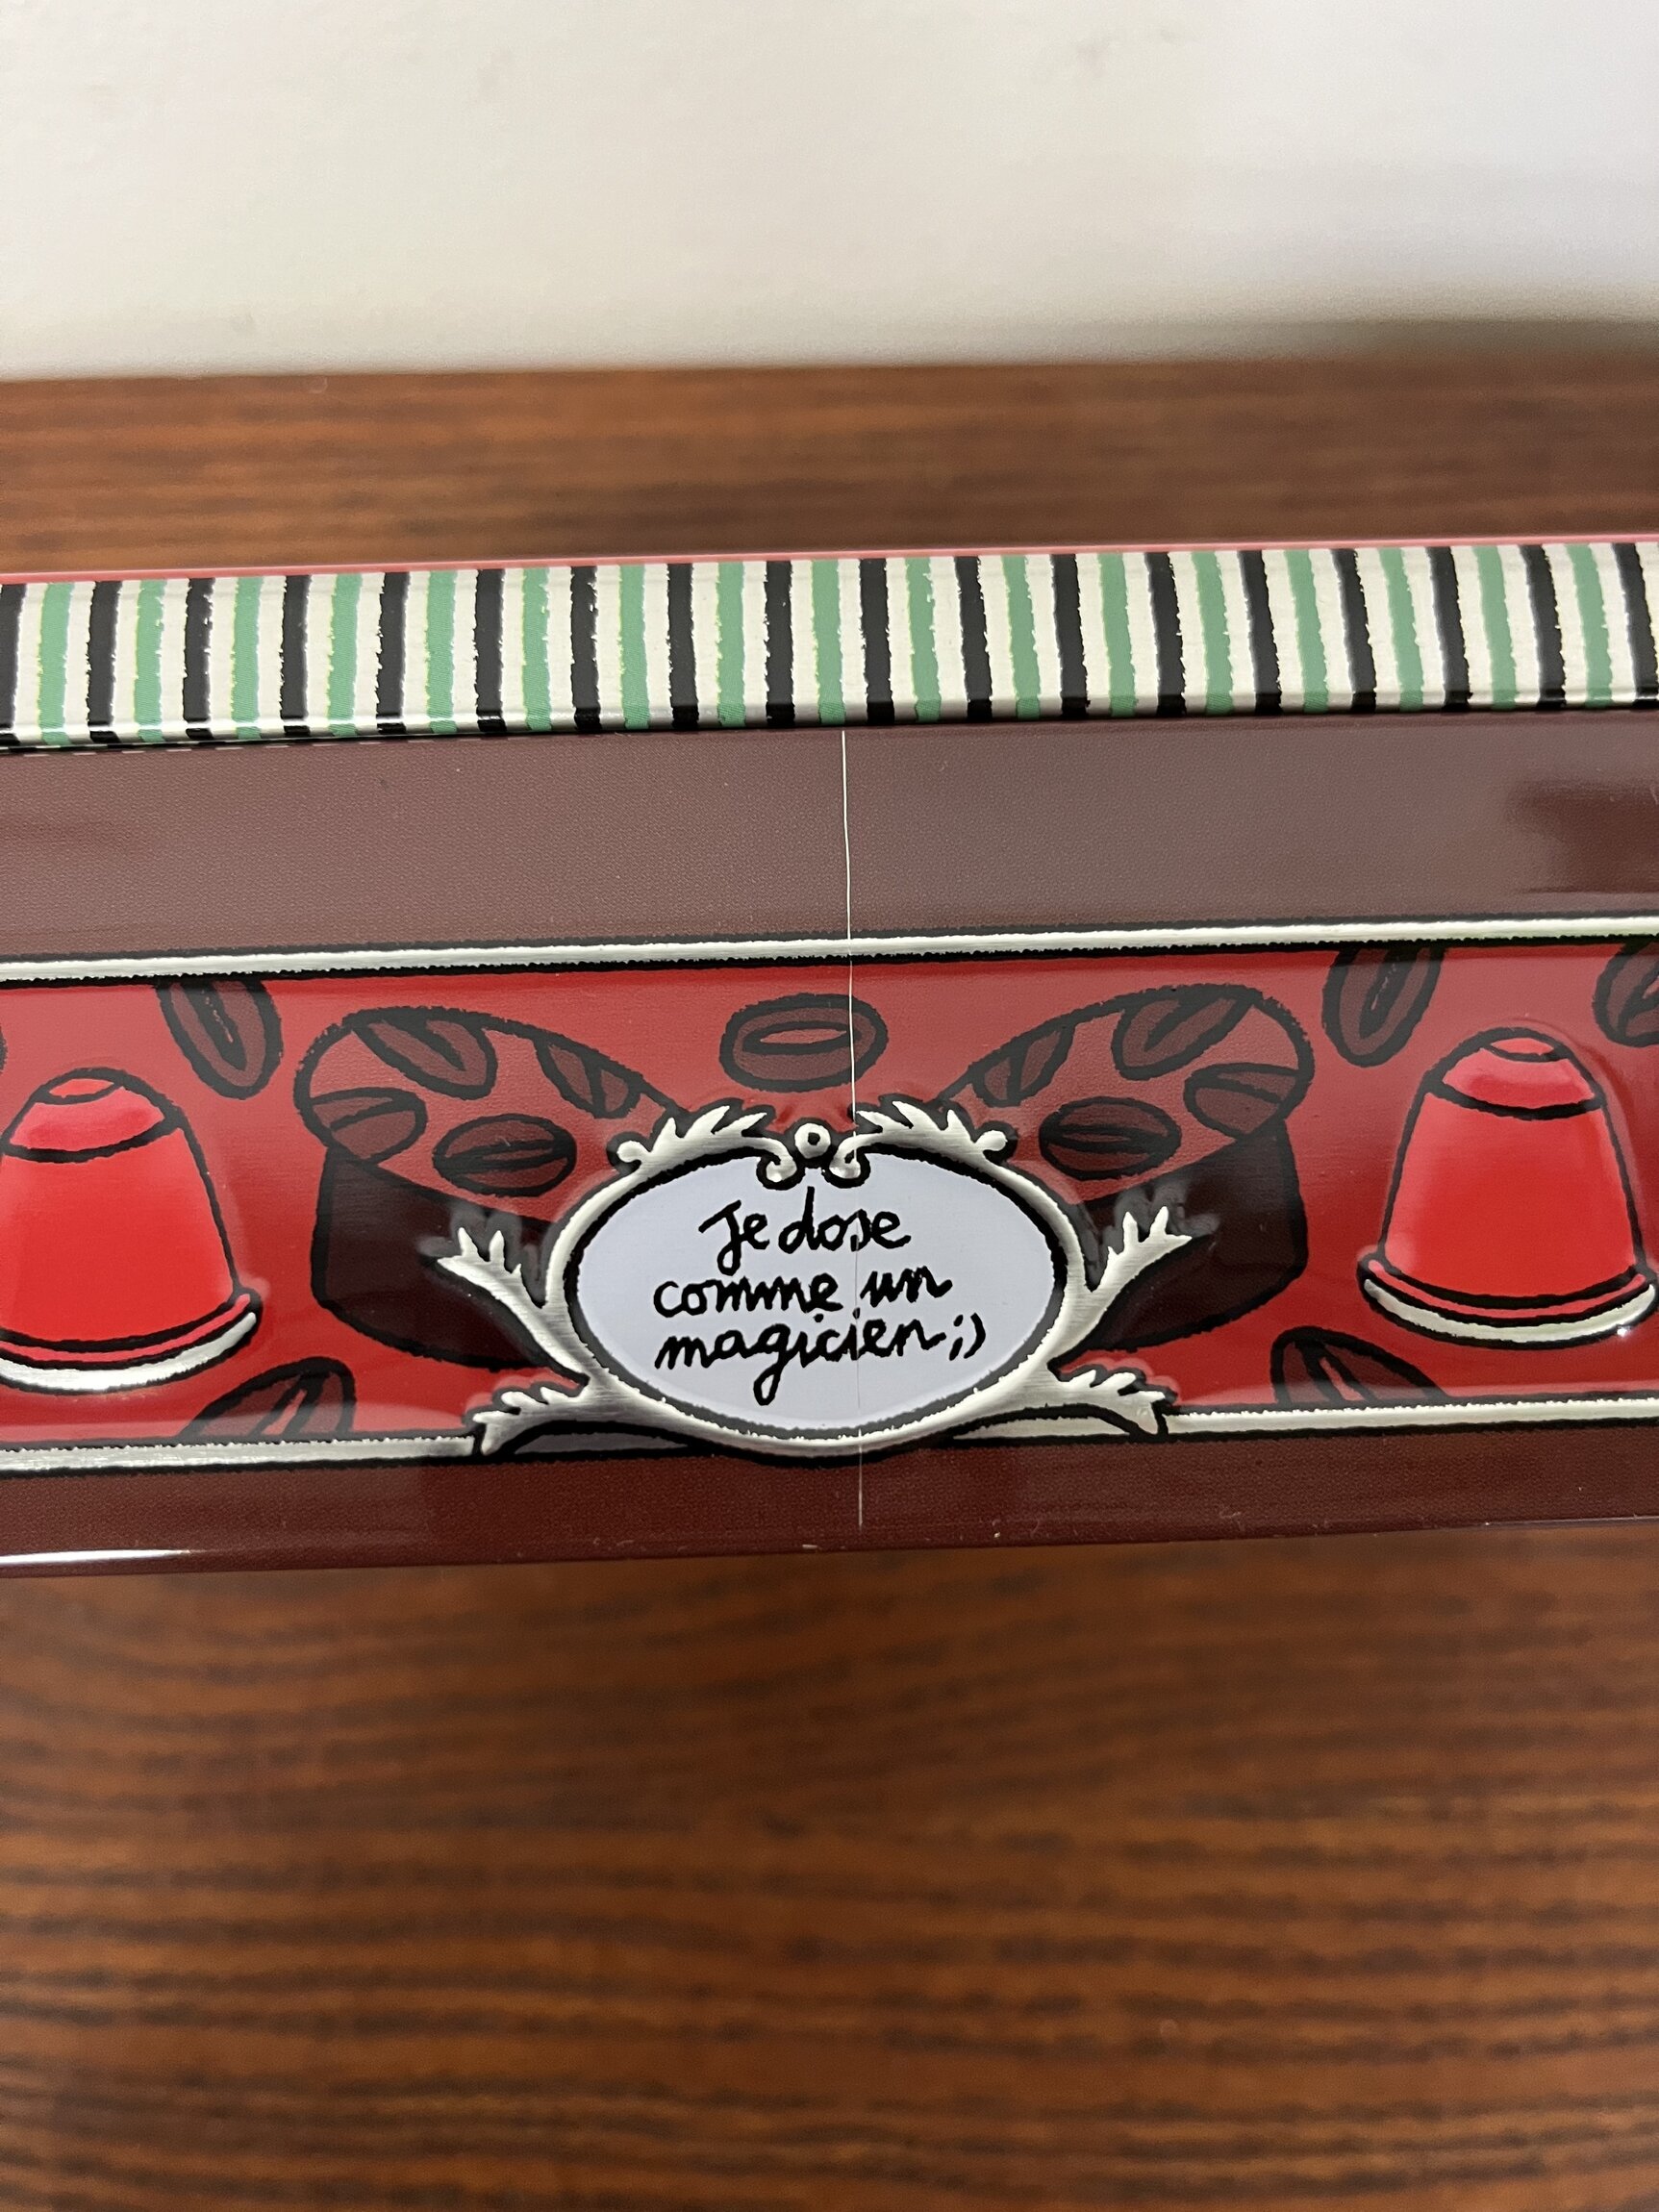 Je dose
comme un
magicien ;)